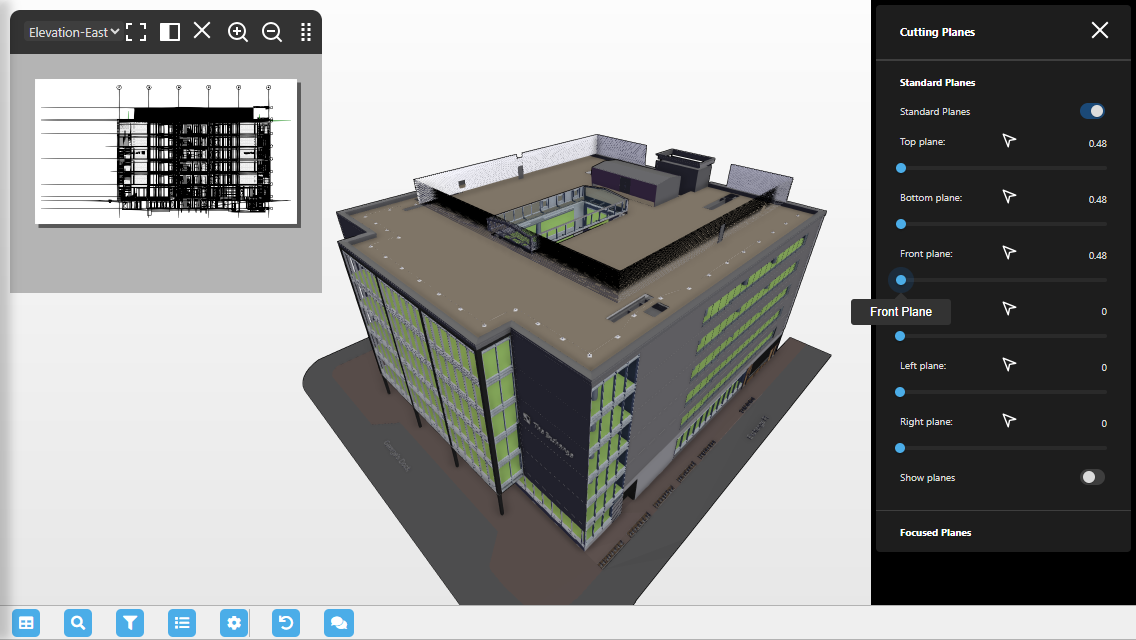 Elevation-East
Cutting Planes
Standard Planes
Standard Planes
Top plane:
0.48
Bottom plane:
0.48
Front plane:
0.48
Front Plane
0
Left plane:
0
Right plane:
0
Show planes
Focused Planes